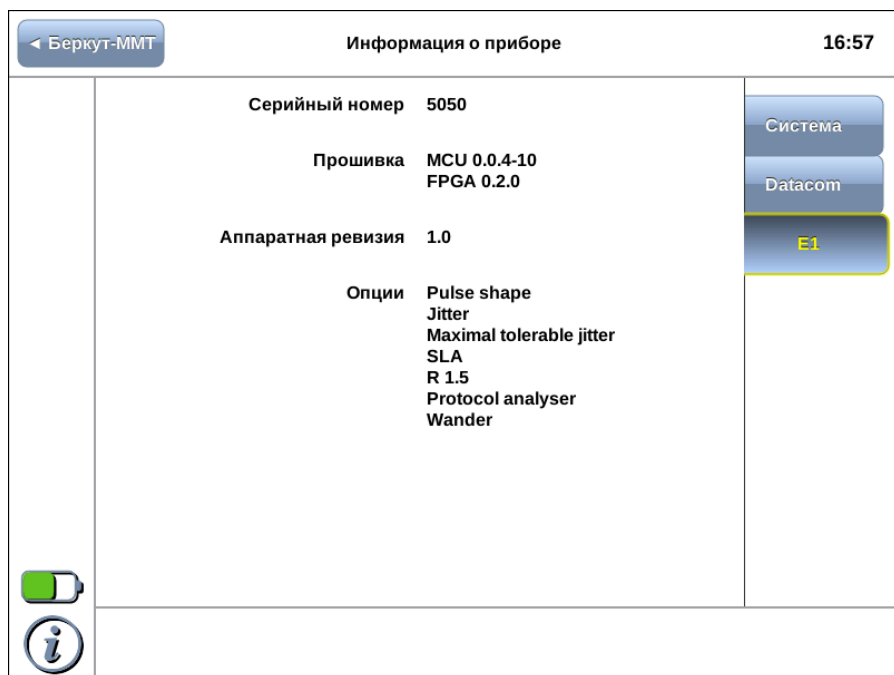 ◄ Беркут-ММТ
Информация о приборе
16:57
Серийный номер 5050
Прошивка MCU 0.0.4-10
FPGA 0.2.0
Аппаратная ревизия 1.0
Опции Pulse shape
Jitter
Maximal tolerable jitter
SLA
R 1.5
Protocol analyser
Wander
Система
Datacom
E1
i